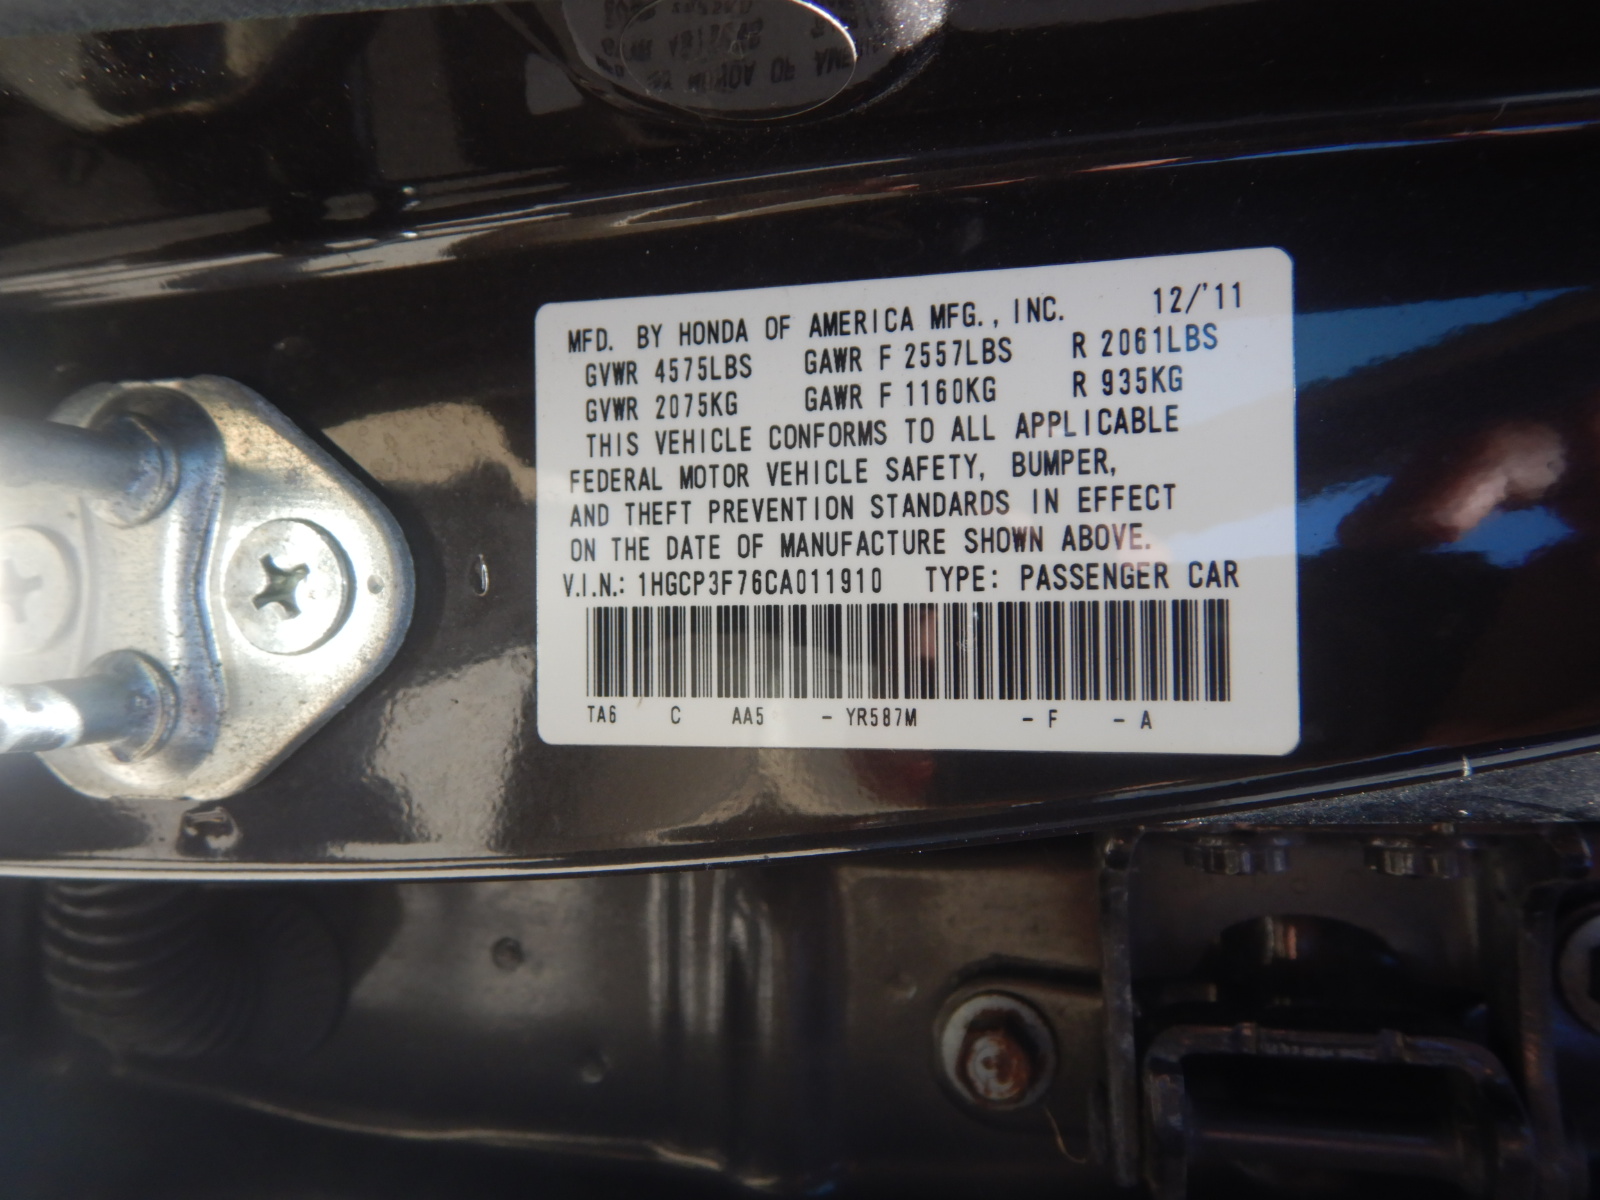 MFD. BY HONDA OF AMERICA MFG., INC. 12/'11
GVWR 4575LBS GAWR F 2557LBS R 2061LBS
GVWR 2075KG GAWR F 1160KG R 935KG
THIS VEHICLE CONFORMS TO ALL APPLICABLE
FEDERAL MOTOR VEHICLE SAFETY, BUMPER,
AND THEFT PREVENTION STANDARDS IN EFFECT
ON THE DATE OF MANUFACTURE SHOWN ABOVE.
V.I.N.: 1HGCP3F76CA011910 TYPE: PASSENGER CAR
TA6 C AA5 - YR587M - F - A